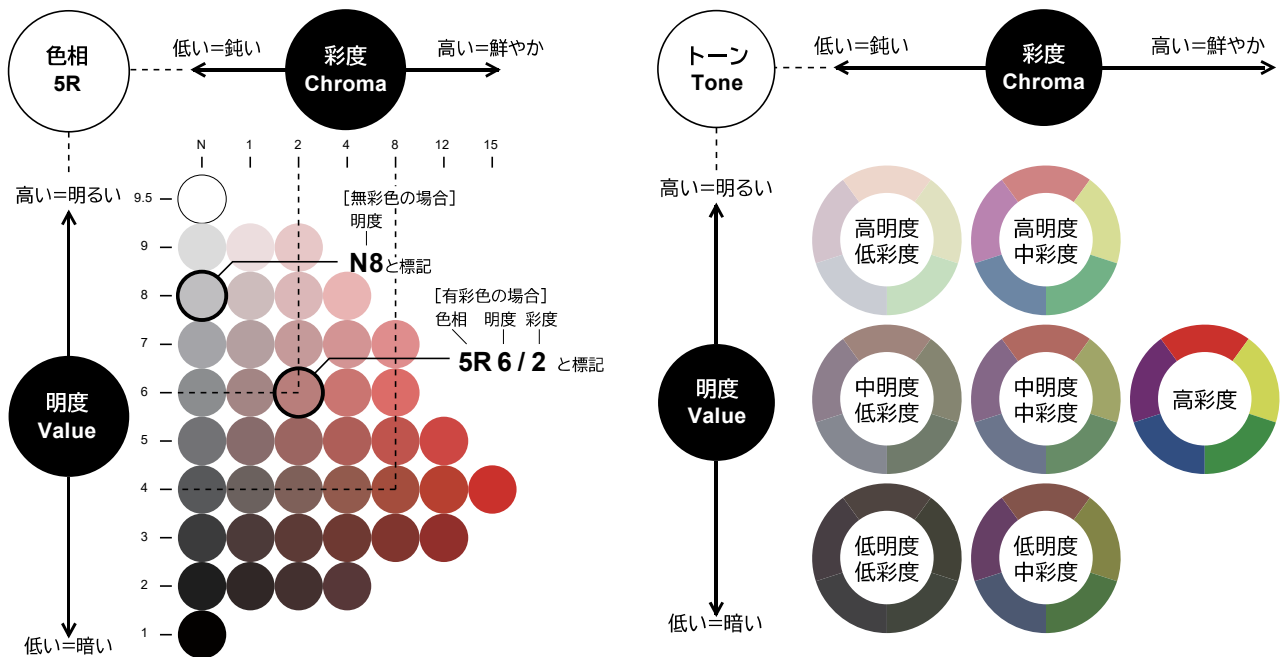 色相
5R
低い=鈍い
彩度
Chroma
高い=鮮やか
N
1
2
4
8
12
15
高い=明るい
明度
Value
低い=暗い
9.5
9
8
7
6
5
4
3
2
1
[無彩色の場合]
明度
N8と標記
[有彩色の場合]
色相 明度 彩度
5R 6 / 2 と標記
トーン
Tone
低い=鈍い
彩度
Chroma
高い=鮮やか
高い=明るい
明度
Value
低い=暗い
高明度
低彩度
高明度
中彩度
中明度
低彩度
中明度
中彩度
高彩度
低明度
低彩度
低明度
中彩度